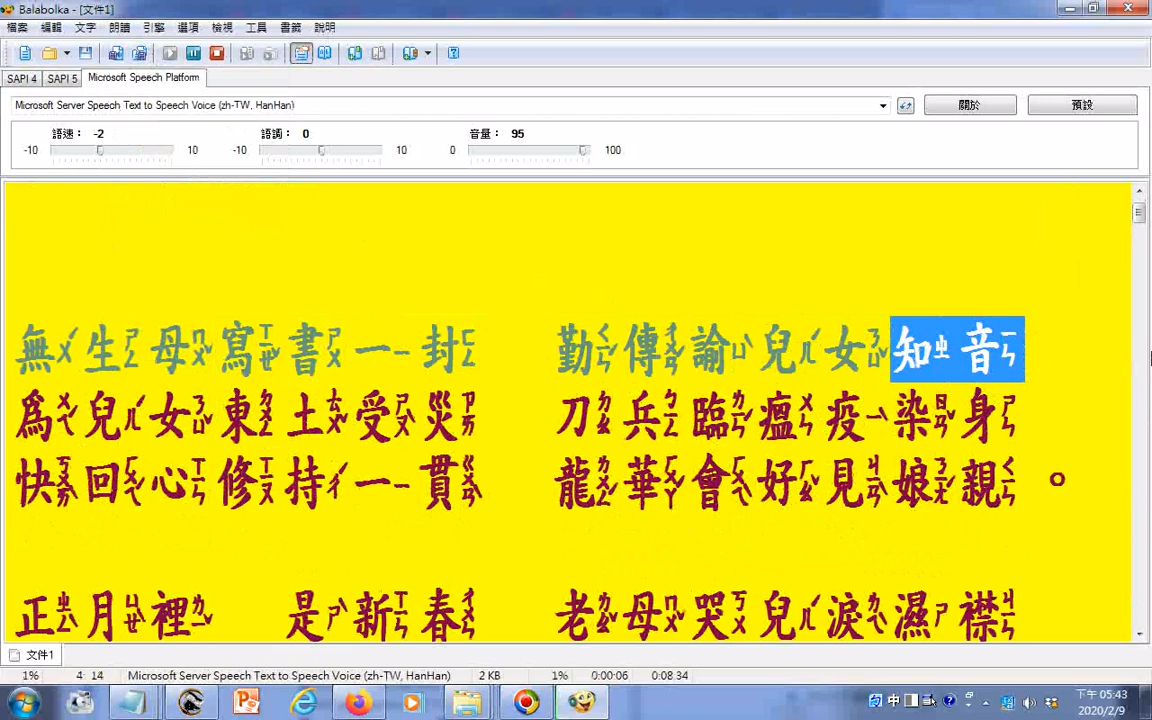 Balabolka - [文件1]
檔案 編輯 文字 朗讀 引擎 選項 檢視 工具 書籤 說明
SAPI 4 SAPI 5 Microsoft Speech Platform
Microsoft Server Speech Text to Speech Voice (zh-TW, HanHan) 關於 預設
語速： -2 語調： 0 音量： 95
-10 10 -10 10 0 100
無生母寫書一封 勤傳諭兒女知音
為兒女東土受災 刀兵臨瘟疫染身
快回心修持一貫 龍華會好見娘親。
正月裡 是新春 老母哭兒淚濕襟
文件1
1% 4: 14 Microsoft Server Speech Text to Speech Voice (zh-TW, HanHan) 2 KB 1% 0:00:06 0:08:34
中 下午 05:43
2020/2/9